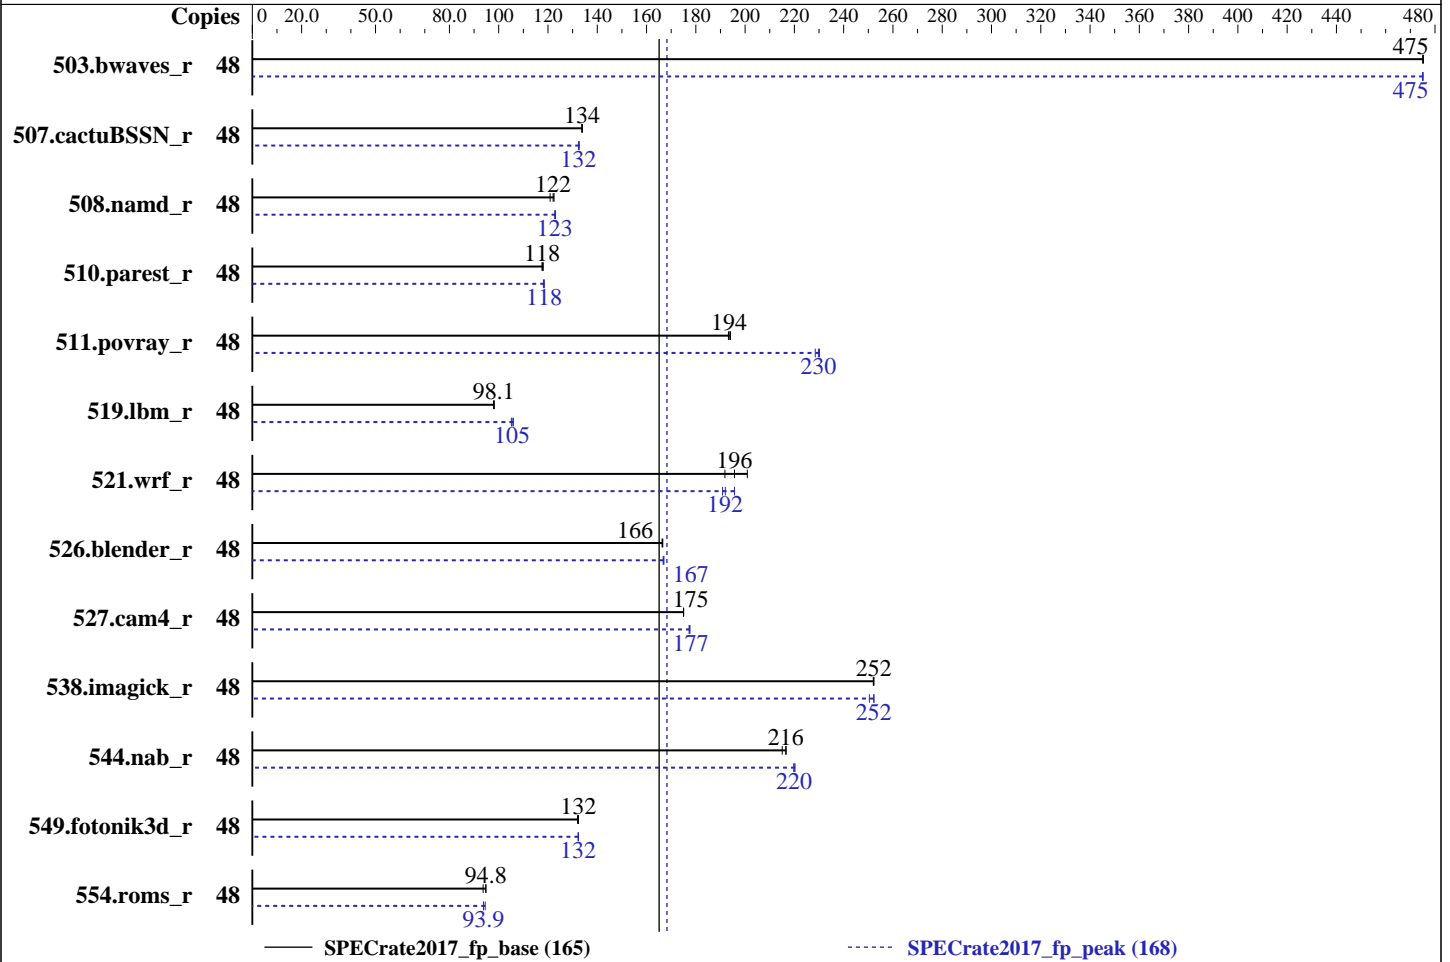 Copies 0 20.0 50.0 80.0 100 120 140 160 180 200 220 240 260 280 300 320 340 360 380 400 420 440 480
475
503.bwaves_r 48
475
134
507.cactuBSSN_r 48
132
122
508.namd_r 48
123
118
510.parest_r 48
118
194
511.povray_r 48
230
98.1
519.lbm_r 48
105
196
521.wrf_r 48
192
166
526.blender_r 48
167
175
527.cam4_r 48
177
252
538.imagick_r 48
252
216
544.nab_r 48
220
132
549.fotonik3d_r 48
132
94.8
554.roms_r 48
93.9
SPECrate2017_fp_base (165) SPECrate2017_fp_peak (168)